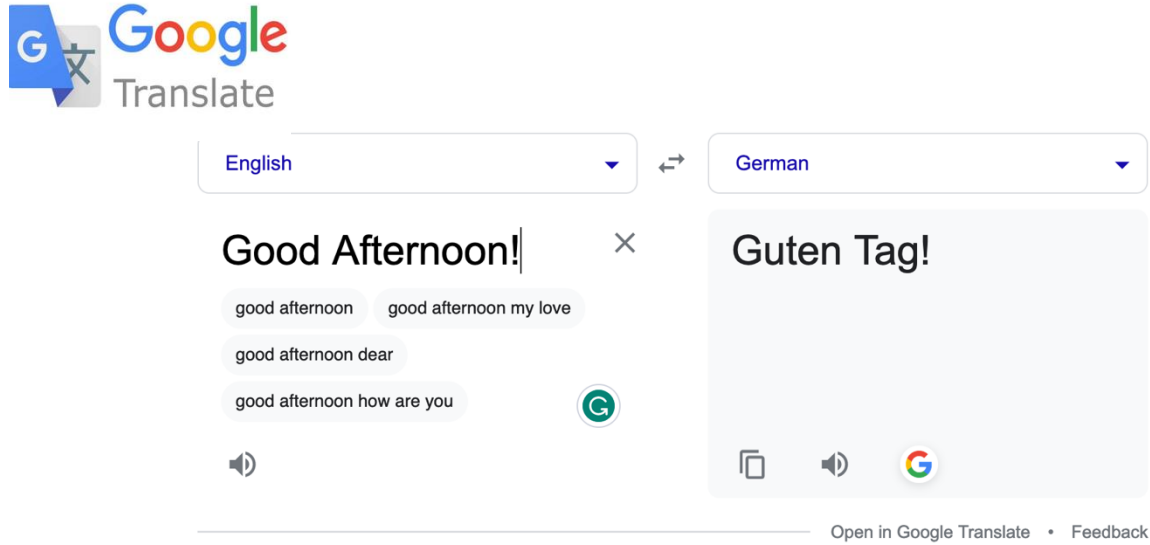 G 文 Google
Translate
English
German
Good Afternoon!
Guten Tag!
good afternoon
good afternoon my love
good afternoon dear
good afternoon how are you
G
G
Open in Google Translate • Feedback